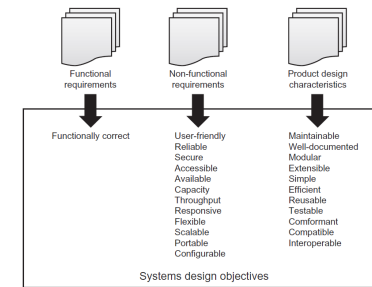 Functional
requirements
Non-functional
requirements
Product design
characteristics
Functionally correct
User-friendly
Reliable
Secure
Accessible
Available
Capacity
Throughput
Responsive
Flexible
Scalable
Portable
Configurable
Maintainable
Well-documented
Modular
Extensible
Simple
Efficient
Reusable
Testable
Comformant
Compatible
Interoperable
Systems design objectives